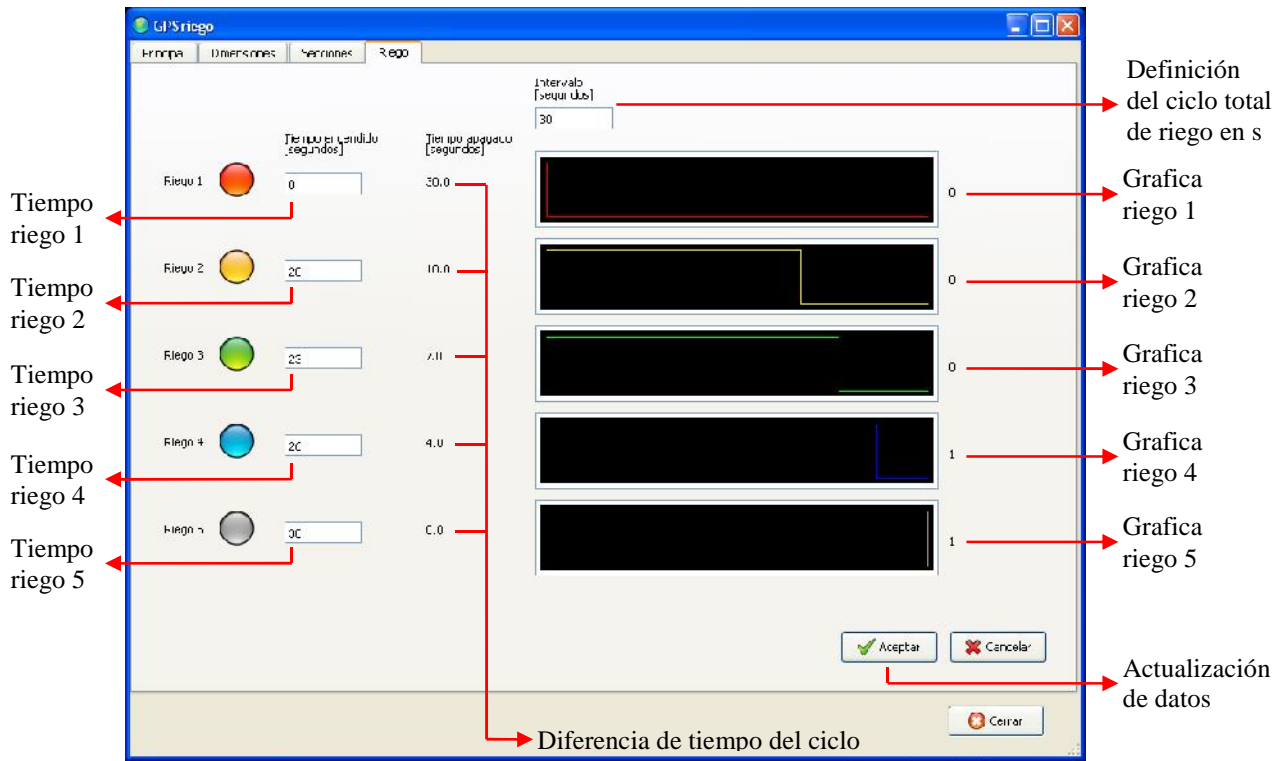 GPS riego
Dimensiones
Secciones
Riego
Intervalo
[segundos]
30
Definición
del ciclo total
de riego en s
Tiempo encendido
[segundos]
Tiempo apagado
[segundos]
Riego 1
0
30.0
0
Tiempo
riego 1
Grafica
riego 1
Riego 2
20
10.0
0
Tiempo
riego 2
Grafica
riego 2
Riego 3
23
7.0
0
Tiempo
riego 3
Grafica
riego 3
Riego 4
4.0
1
Tiempo
riego 4
Grafica
riego 4
Riego 5
30
0.0
1
Tiempo
riego 5
Grafica
riego 5
Aceptar
Cancelar
Actualización
de datos
Cerrar
Diferencia de tiempo del ciclo